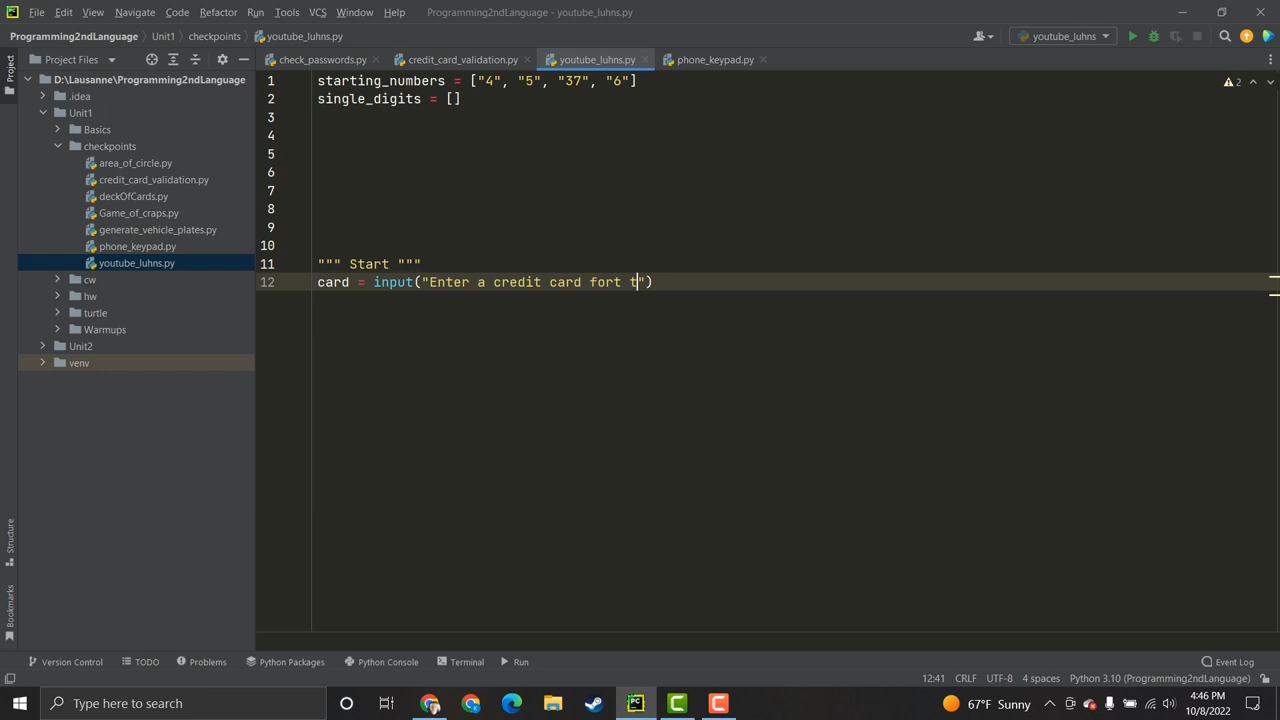 File Edit View Navigate Code Refactor Run Tools VCS Window Help Programming2ndLanguage - youtube_luhns.py
Programming2ndLanguage Unit1 checkpoints youtube_luhns.py youtube_luhns
Project Files check_passwords.py credit_card_validation.py youtube_luhns.py phone_keypad.py
Project
D:\Lausanne\Programming2ndLanguage
.idea
Unit1
Basics
checkpoints
area_of_circle.py
credit_card_validation.py
deckOfCards.py
Game_of_craps.py
generate_vehicle_plates.py
phone_keypad.py
youtube_luhns.py
cw
hw
turtle
Warmups
Unit2
venv
1 starting_numbers = ["4", "5", "37", "6"]
2 single_digits = []
3
4
5
6
7
8
9
10
11 """ Start """
12 card = input("Enter a credit card fort t")
2
Structure
Bookmarks
Version Control TODO Problems Python Packages Python Console Terminal Run Event Log
12:41 CRLF UTF-8 4 spaces Python 3.10 (Programming2ndLanguage)
Type here to search
PC
67°F Sunny
4:46 PM
10/8/2022